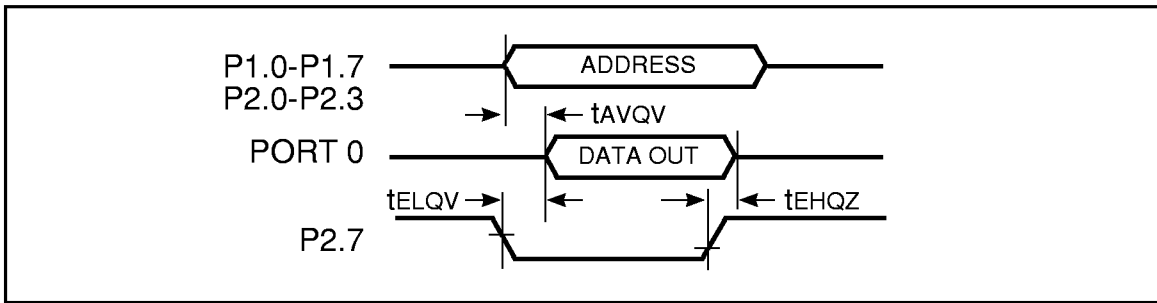 P1.0-P1.7
ADDRESS
P2.0-P2.3
tAVQV
PORT 0
DATA OUT
tELQV
tEHQZ
P2.7